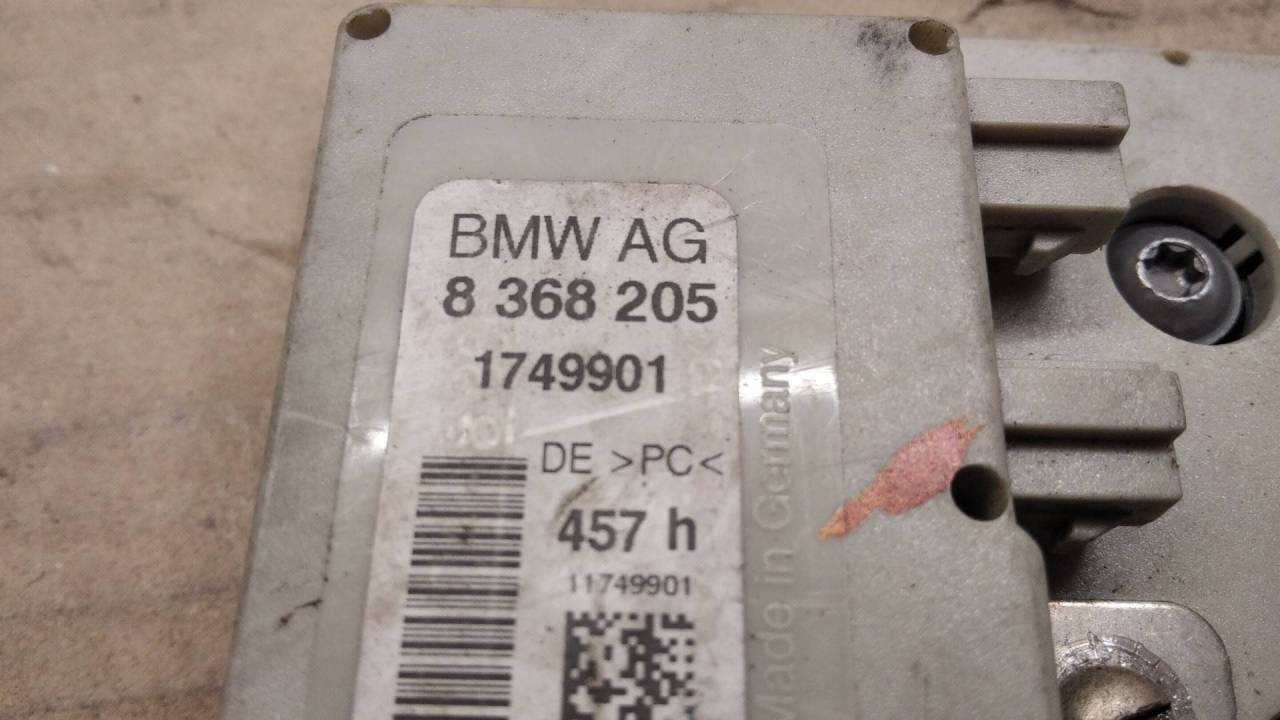 BMW AG
8 368 205
1749901
DE >PC<
457 h
11749901
Made in Germany